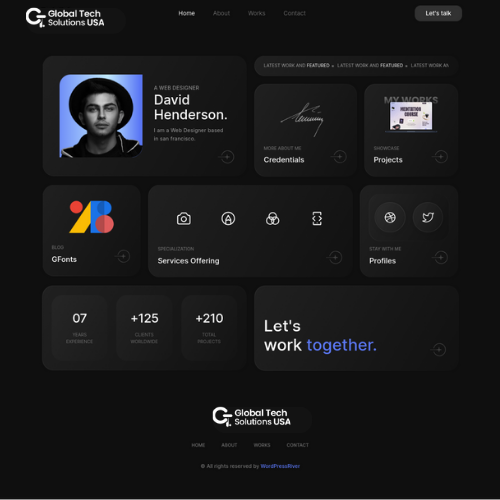 Global Tech
Solutions USA
Home
About
Works
Contact
Let's talk
LATEST WORK AND FEATURED
LATEST WORK AND FEATURED
LATEST WORK AN
A WEB DESIGNER
David
Henderson.
I am a Web Designer based
in san francisco.
MORE ABOUT ME
Credentials
MY WORKS
MEDITATION
COURSE
SHOWCASE
Projects
BLOG
GFonts
SPECIALIZATION
Services Offering
STAY WITH ME
Profiles
07
YEARS
EXPERIENCE
+125
CLIENTS
WORLDWIDE
+210
TOTAL
PROJECTS
Let's
work together.
Global Tech
Solutions USA
HOME
ABOUT
WORKS
CONTACT
© All rights reserved by WordPressRiver